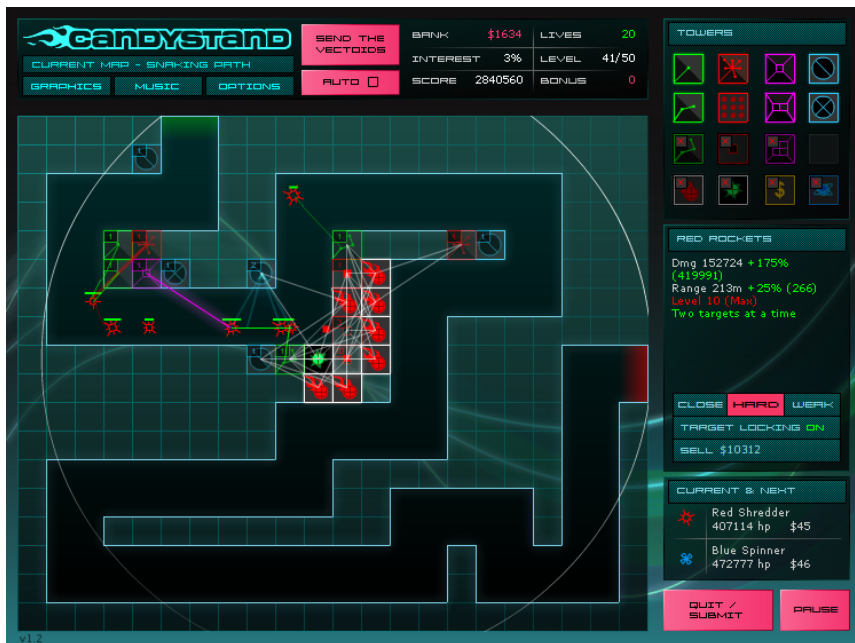 CANDYSTAND
CURRENT MAP - SNAKING PATH
GRAPHICS MUSIC OPTIONS
SEND THE
VECTOIDS
AUTO
BANK $1634 LIVES 20
INTEREST 3% LEVEL 41/50
SCORE 2840560 BONUS 0
TOWERS
RED ROCKETS
Dmg 152724 +175%
(419991)
Range 213m +25% (266)
Level 10 (Max)
Two targets at a time
CLOSE HARD WEAK
TARGET LOCKING ON
SELL $10312
CURRENT & NEXT
Red Shredder
407114 hp $45
Blue Spinner
472777 hp $46
QUIT /
SUBMIT
PAUSE
v1.2